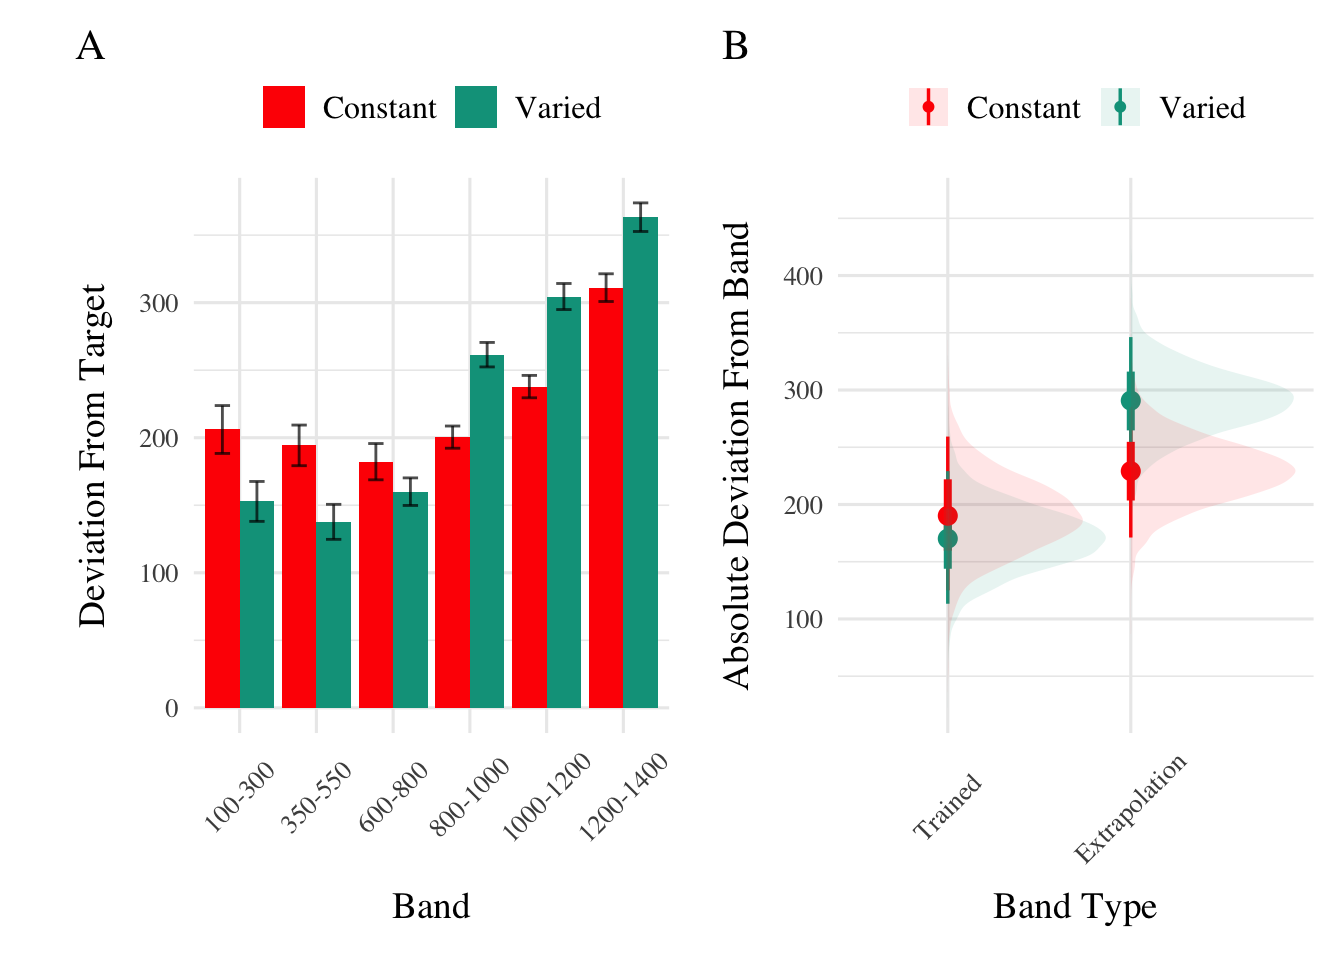 A
Constant
Varied
Deviation From Target
300
200
100
0
100-300
350-550
600-800
800-1000
1000-1200
1200-1400
Band
B
Constant
Varied
Absolute Deviation From Band
400
300
200
100
Trained
Extrapolation
Band Type